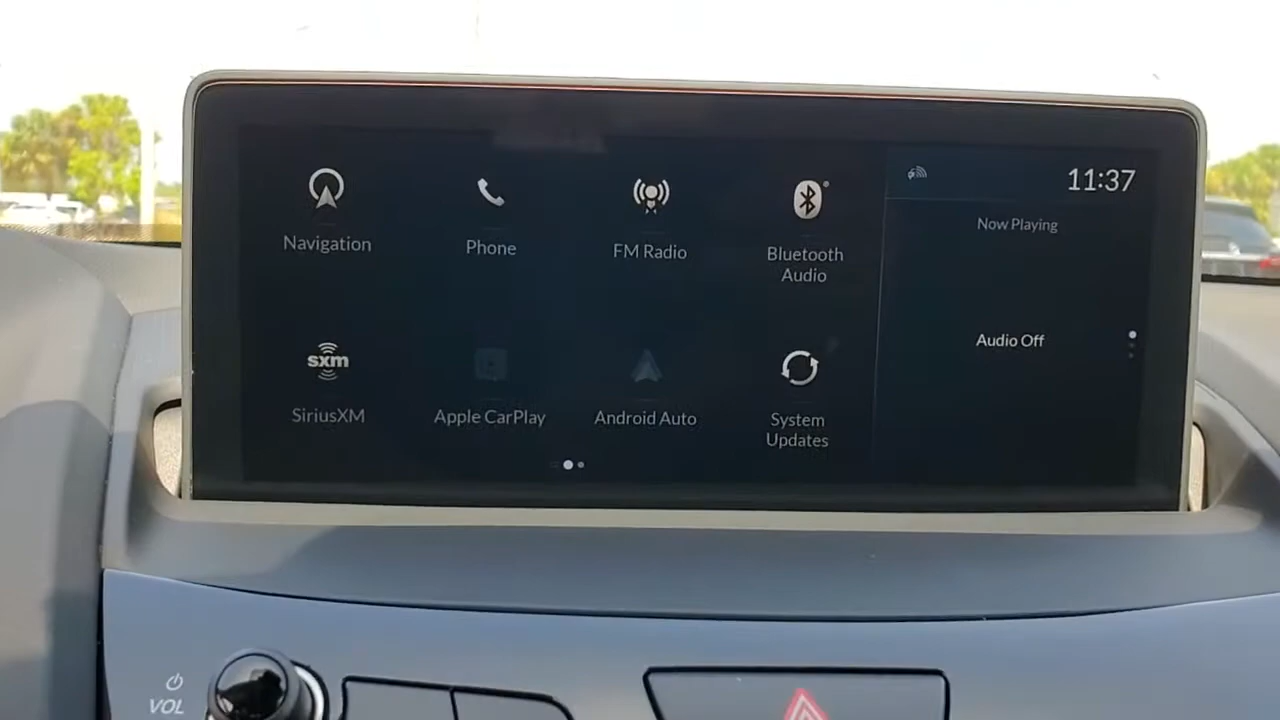 11:37
Navigation
Phone
FM Radio
Bluetooth
Audio
Now Playing
sxm
SiriusXM
Apple CarPlay
Android Auto
System
Updates
Audio Off
VOL